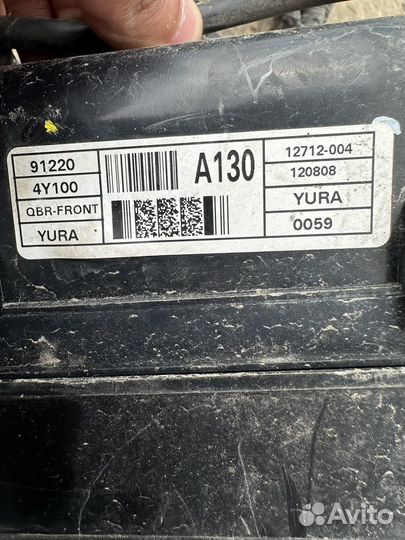 91220
4Y100
QBR-FRONT
YURA
A130
12712-004
120808
YURA
0059
Avito